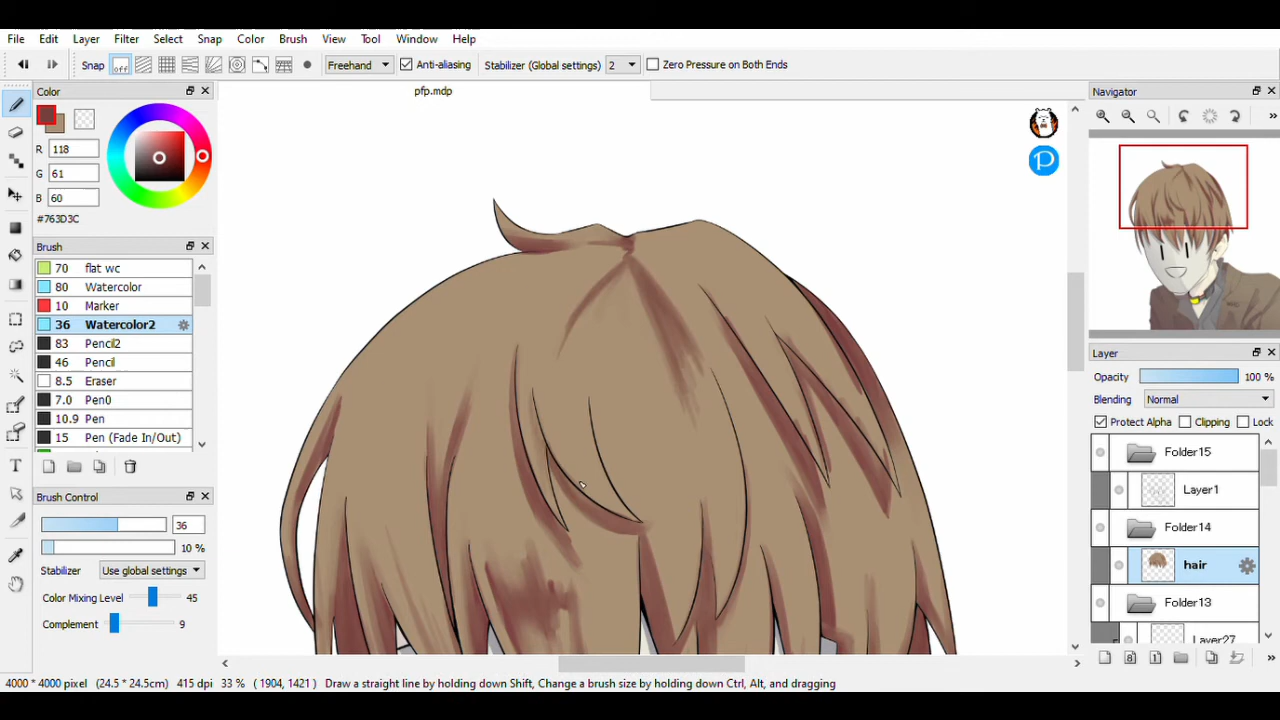 File Edit Layer Filter Select Snap Color Brush View Tool Window Help
Snap off Freehand Anti-aliasing Stabilizer (Global settings) 2 Zero Pressure on Both Ends
Color
R 118
G 61
B 60
#763D3C
Brush
70 flat wc
80 Watercolor
10 Marker
36 Watercolor2
83 Pencil2
46 Pencil
8.5 Eraser
7.0 Pen0
10.9 Pen
15 Pen (Fade In/Out)
Brush Control
36
10 %
Stabilizer Use global settings
Color Mixing Level 45
Complement 9
pfp.mdp
P
Navigator
Layer
Opacity 100 %
Blending Normal
Protect Alpha Clipping Lock
Folder15
Layer1
Folder14
hair
Folder13
Layer27
4000 * 4000 pixel (24.5 * 24.5cm) 415 dpi 33 % ( 1904, 1421 ) Draw a straight line by holding down Shift, Change a brush size by holding down Ctrl, Alt, and dragging